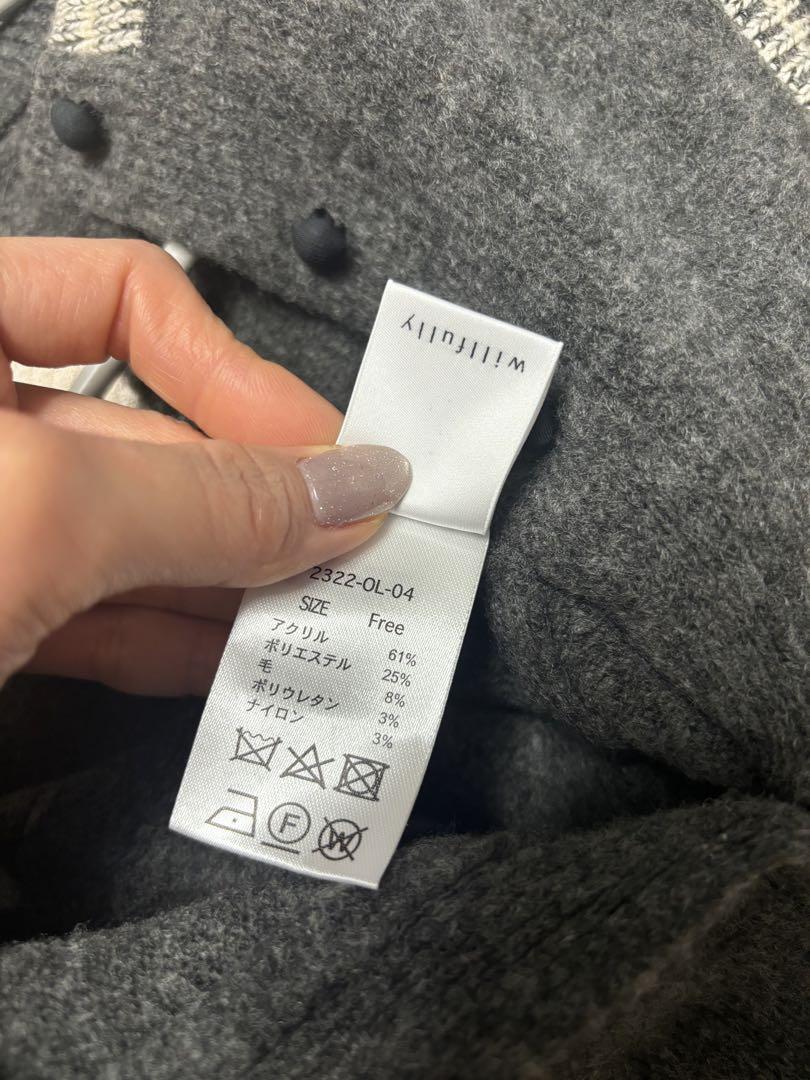 willfully
2322-OL-04
SIZE Free
アクリル 61%
ポリエステル 25%
毛 8%
ポリウレタン 3%
ナイロン 3%
F W